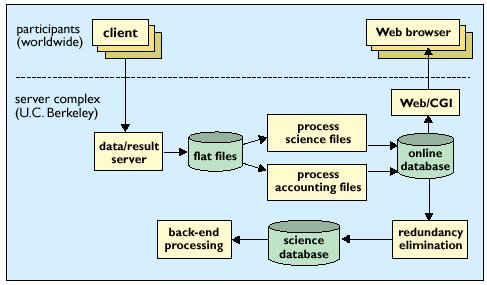 participants
(worldwide)
client
Web browser
server complex
(U.C. Berkeley)
Web/CGI
data/result
server
flat files
process
science files
process
accounting files
online
database
back-end
processing
science
database
redundancy
elimination